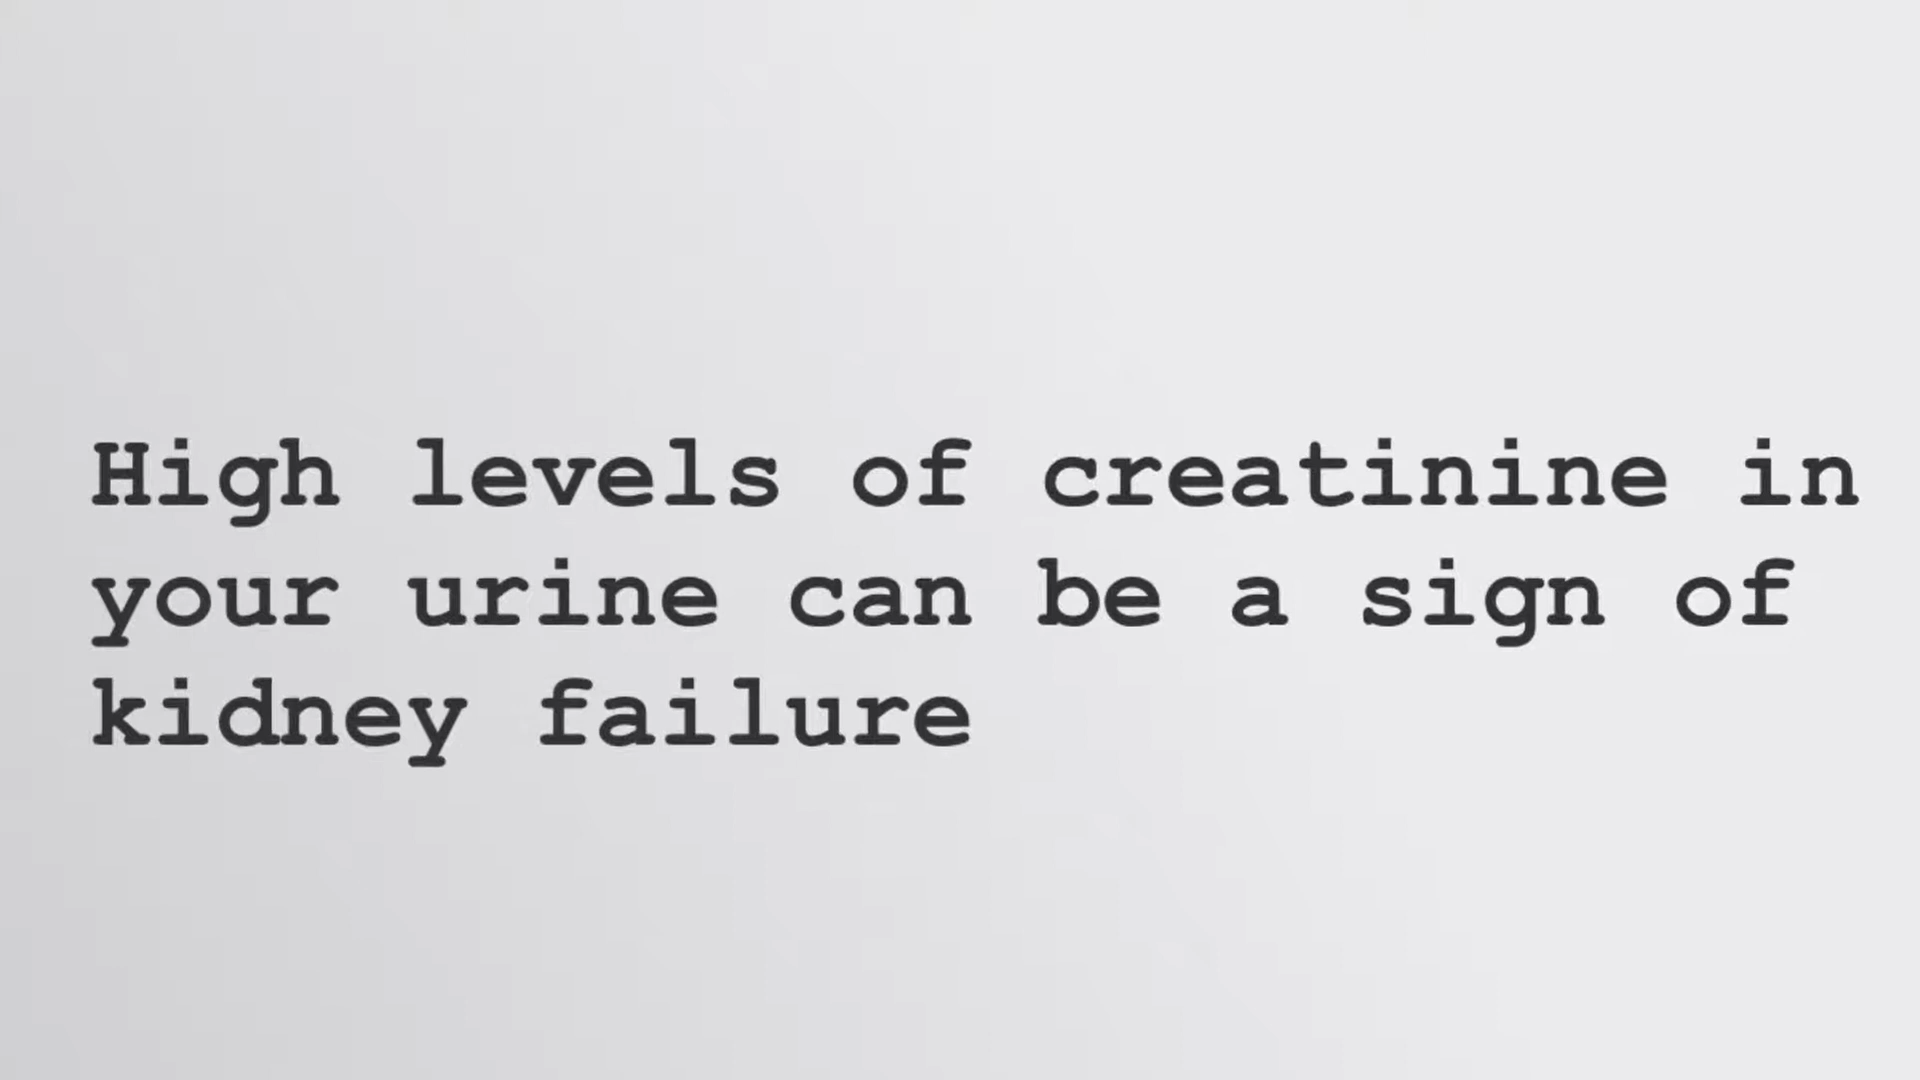 High levels of creatinine in
your urine can be a sign of
kidney failure